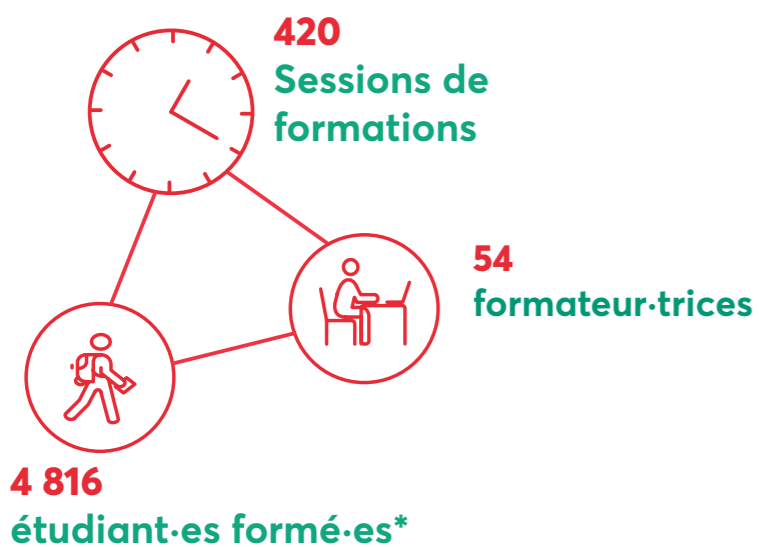 420
Sessions de
formations
54
formateur·trices
4 816
étudiant·es formé·es*